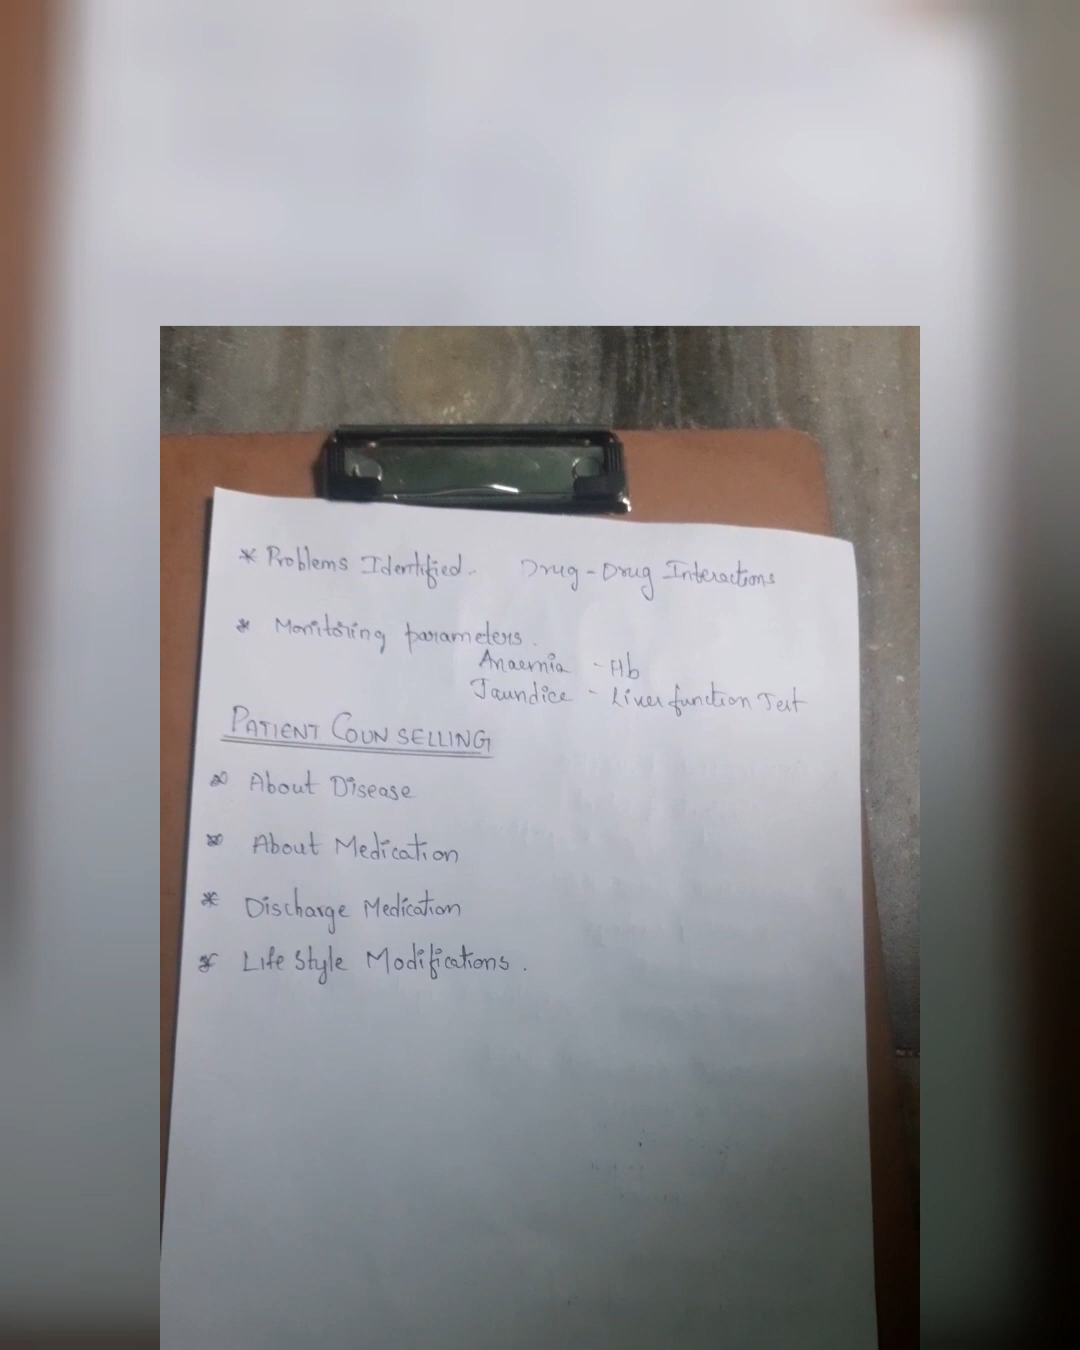 * Problems Identified. Drug-Drug Interactions
* Monitoring parameters.
Anaemia - Hb
Jaundice - Liver function Test
PATIENT COUNSELLING
* About Disease
* About Medication
* Discharge Medication
* Life Style Modifications.